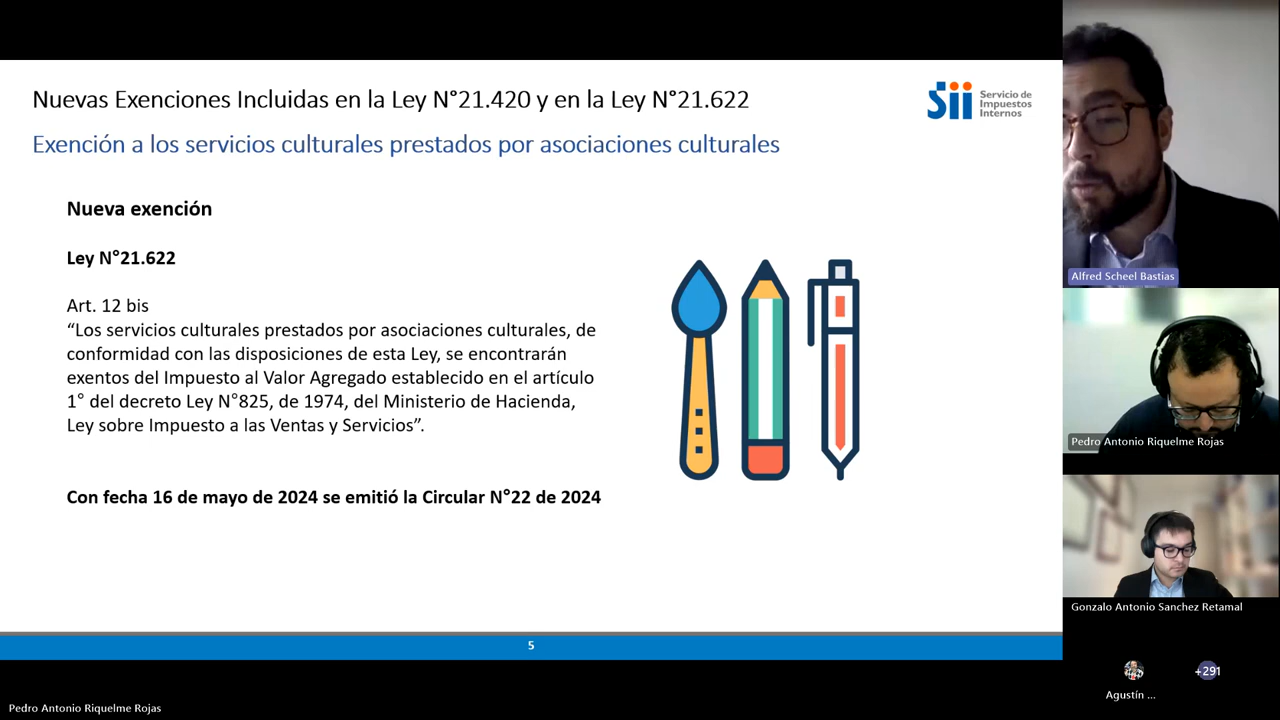 Nuevas Exenciones Incluidas en la Ley N°21.420 y en la Ley N°21.622
Exención a los servicios culturales prestados por asociaciones culturales
sii Servicio de
Impuestos
Internos
Nueva exención
Ley N°21.622
Art. 12 bis
“Los servicios culturales prestados por asociaciones culturales, de
conformidad con las disposiciones de esta Ley, se encontrarán
exentos del Impuesto al Valor Agregado establecido en el artículo
1° del decreto Ley N°825, de 1974, del Ministerio de Hacienda,
Ley sobre Impuesto a las Ventas y Servicios”.
Con fecha 16 de mayo de 2024 se emitió la Circular N°22 de 2024
5
Alfred Scheel Bastias
Pedro Antonio Riquelme Rojas
Gonzalo Antonio Sanchez Retamal
+291
Agustín ...
Pedro Antonio Riquelme Rojas